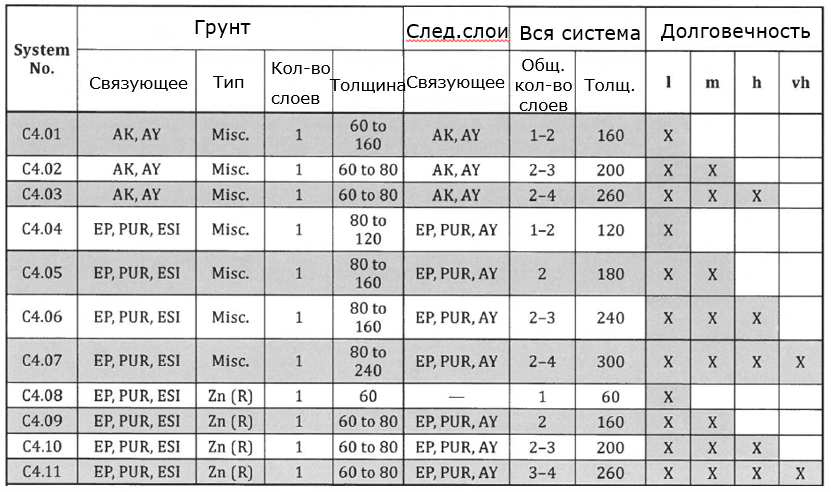 System No. | Грунт | След.слои | Вся система | Долговечность
Связующее | Тип | Кол-во слоев | Толщина | Связующее | Общ. кол-во слоев | Толщ. | l | m | h | vh
C4.01 | AK, AY | Misc. | 1 | 60 to 160 | AK, AY | 1–2 | 160 | X
C4.02 | AK, AY | Misc. | 1 | 60 to 80 | AK, AY | 2–3 | 200 | X | X
C4.03 | AK, AY | Misc. | 1 | 60 to 80 | AK, AY | 2–4 | 260 | X | X | X
C4.04 | EP, PUR, ESI | Misc. | 1 | 80 to 120 | EP, PUR, AY | 1–2 | 120 | X
C4.05 | EP, PUR, ESI | Misc. | 1 | 80 to 160 | EP, PUR, AY | 2 | 180 | X | X
C4.06 | EP, PUR, ESI | Misc. | 1 | 80 to 160 | EP, PUR, AY | 2–3 | 240 | X | X | X
C4.07 | EP, PUR, ESI | Misc. | 1 | 80 to 240 | EP, PUR, AY | 2–4 | 300 | X | X | X | X
C4.08 | EP, PUR, ESI | Zn (R) | 1 | 60 | — | 1 | 60 | X
C4.09 | EP, PUR, ESI | Zn (R) | 1 | 60 to 80 | EP, PUR, AY | 2 | 160 | X | X
C4.10 | EP, PUR, ESI | Zn (R) | 1 | 60 to 80 | EP, PUR, AY | 2–3 | 200 | X | X | X
C4.11 | EP, PUR, ESI | Zn (R) | 1 | 60 to 80 | EP, PUR, AY | 3–4 | 260 | X | X | X | X